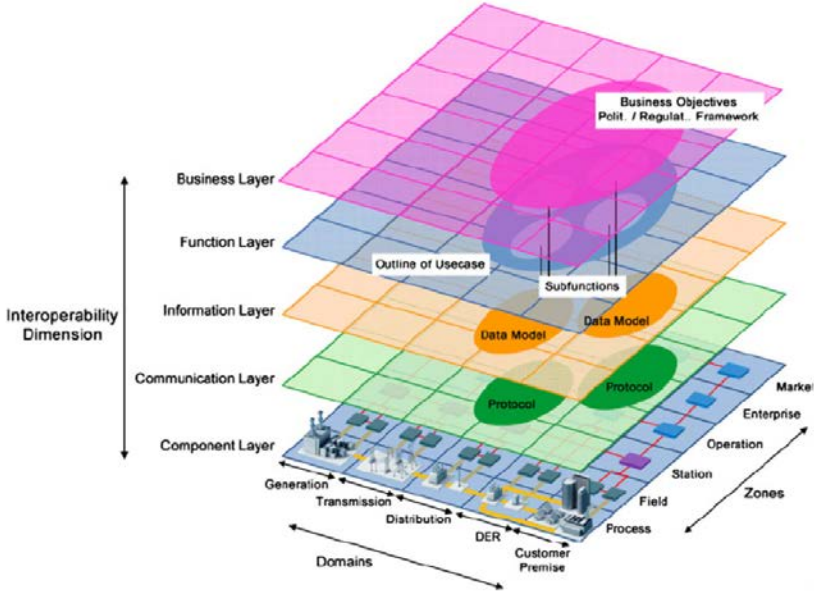 Business Objectives
Polit. / Regulat.. Framework
Business Layer
Function Layer
Outline of Usecase
Subfunctions
Interoperability
Dimension
Information Layer
Data Model
Data Model
Communication Layer
Protocol
Protocol
Component Layer
Market
Enterprise
Operation
Station
Field
Process
Zones
Generation
Transmission
Distribution
DER
Customer
Premise
Domains